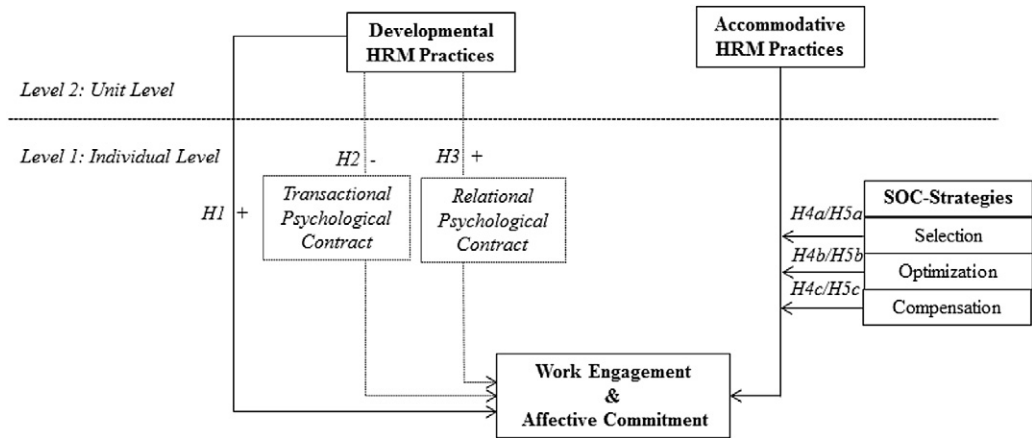 Developmental
HRM Practices
Accommodative
HRM Practices
Level 2: Unit Level
Level 1: Individual Level
H2 -
H3 +
Transactional
Psychological
Contract
Relational
Psychological
Contract
H1 +
SOC-Strategies
H4a/H5a
Selection
H4b/H5b
Optimization
H4c/H5c
Compensation
Work Engagement
&
Affective Commitment